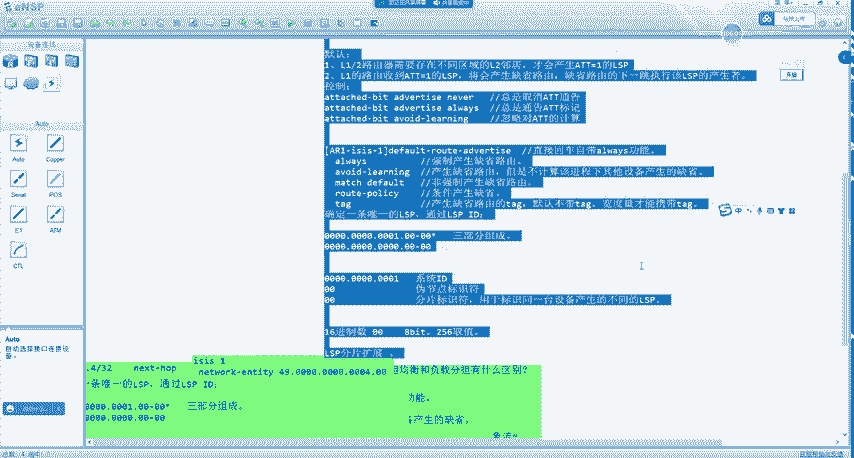 eNSP
设备连线
Auto
Auto
Copper
Serial
POS
E1
ATM
CTL
Auto
自动选择接口连接设备。
默认：
1、L1/2路由器需要存在不同区域的L2邻居，才会产生ATT=1的LSP
2、L1的路由收到ATT=1的LSP，将会产生缺省路由，缺省路由的下一跳执行该LSP的产生者。
控制：
attached-bit advertise never //总是取消ATT通告
attached-bit advertise always //总是通告ATT标记
attached-bit avoid-learning //忽略对ATT的计算
[AR1-isis-1]default-route-advertise //直接回车自带always功能。
always //强制产生缺省路由。
avoid-learning //产生缺省路由，但是不计算该进程下其他设备产生的缺省。
match default //非强制产生缺省路由。
route-policy //条件产生缺省。
tag //产生缺省路由的tag，默认不带tag。宽度量才能携带tag。
确定一条唯一的LSP、通过LSP ID；
0000.0000.0001.00-00* 三部分组成。
0000.0000.0000.00-00
0000.0000.0001 系统ID
00 伪节点标识符
00 分片标识符，用于标识同一台设备产生的不同的LSP.
16进制数 00 8bit. 256取值。
LSP分片扩展 。
.4/32 next-hop
isis 1
network-entity 49.0000.0000.0004.00
负担均衡和负载分担有什么区别？
一条唯一的LSP、通过LSP ID；
功能。
0000.0001.00-00* 三部分组成。
0000.0000.00-00
产生的缺省，